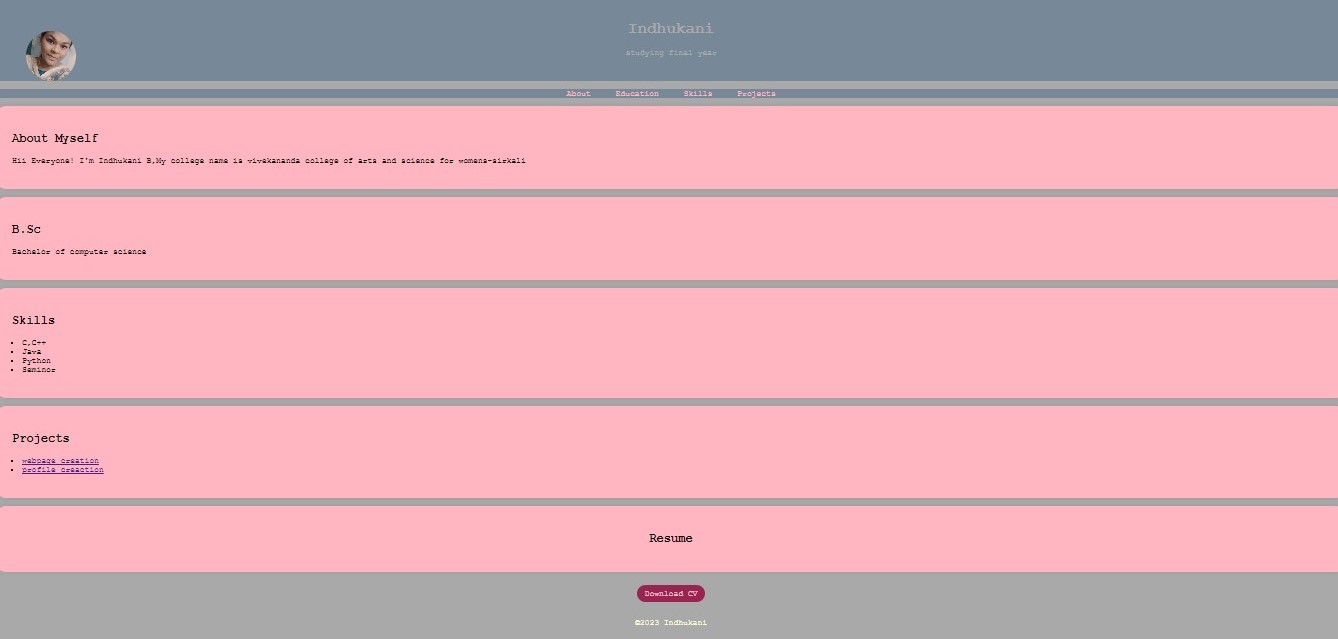 Indhukani
studying final year
About Education Skills Projects
About Myself
Hii Everyone! I'm Indhukani B,My college name is vivekananda college of arts and science for womens-sirkali
B.Sc
Bachelor of computer science
Skills
C,C++
Java
Python
Seminor
Projects
webpage creation
profile creaction
Resume
Download CV
©2023 Indhukani